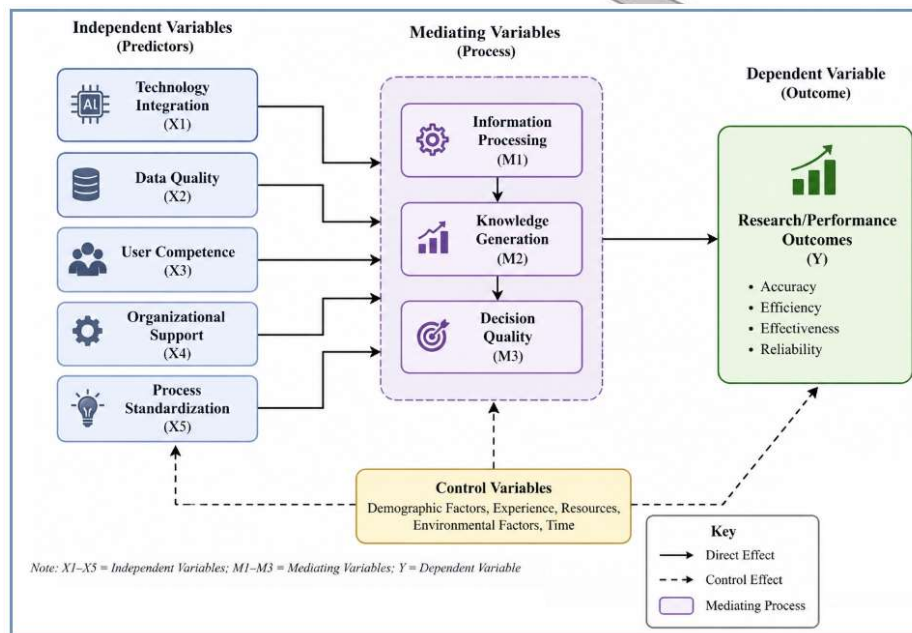 Independent Variables
(Predictors)
Technology
Integration
(X1)
Data Quality
(X2)
User Competence
(X3)
Organizational
Support
(X4)
Process
Standardization
(X5)
Mediating Variables
(Process)
Information
Processing
(M1)
Knowledge
Generation
(M2)
Decision
Quality
(M3)
Dependent Variable
(Outcome)
Research/Performance
Outcomes
(Y)
• Accuracy
• Efficiency
• Effectiveness
• Reliability
Control Variables
Demographic Factors, Experience, Resources,
Environmental Factors, Time
Key
Direct Effect
Control Effect
Mediating Process
Note: X1–X5 = Independent Variables; M1–M3 = Mediating Variables; Y = Dependent Variable
AI